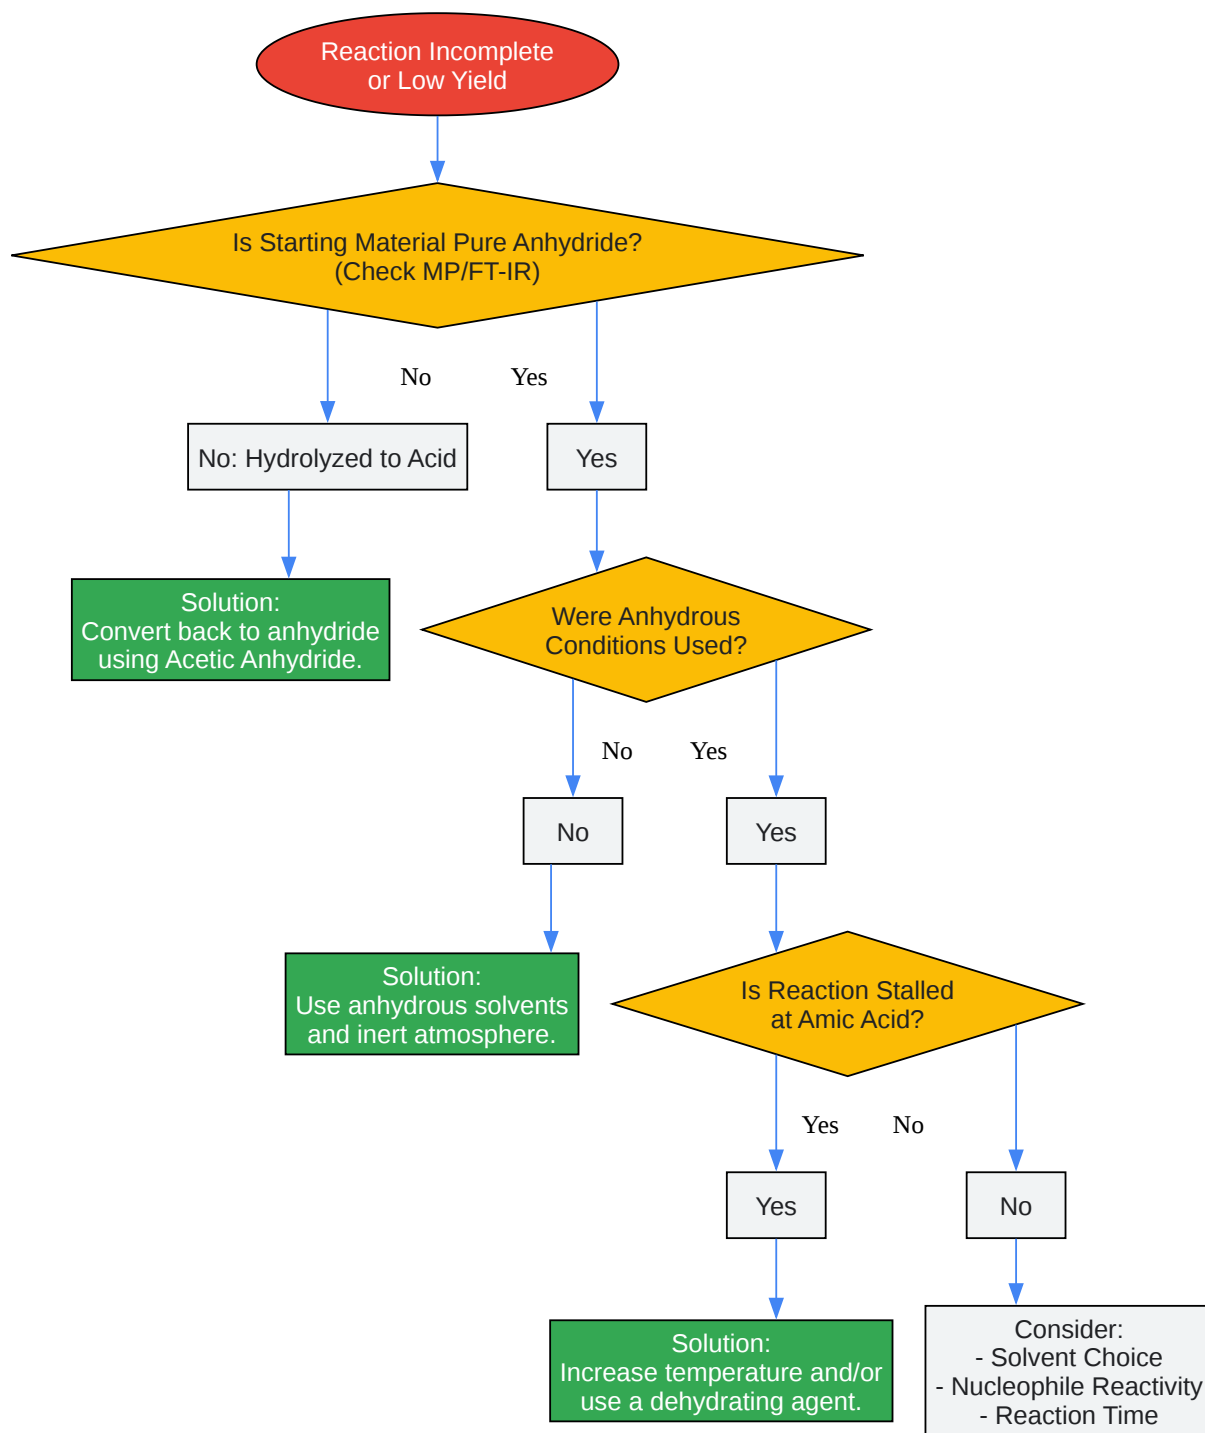 Reaction Incomplete
or Low Yield
Is Starting Material Pure Anhydride?
(Check MP/FT-IR)
No
Yes
No: Hydrolyzed to Acid
Yes
Solution:
Convert back to anhydride
using Acetic Anhydride.
Were Anhydrous
Conditions Used?
No
Yes
No
Yes
Solution:
Use anhydrous solvents
and inert atmosphere.
Is Reaction Stalled
at Amic Acid?
Yes
No
Yes
No
Solution:
Increase temperature and/or
use a dehydrating agent.
Consider:
- Solvent Choice
- Nucleophile Reactivity
- Reaction Time